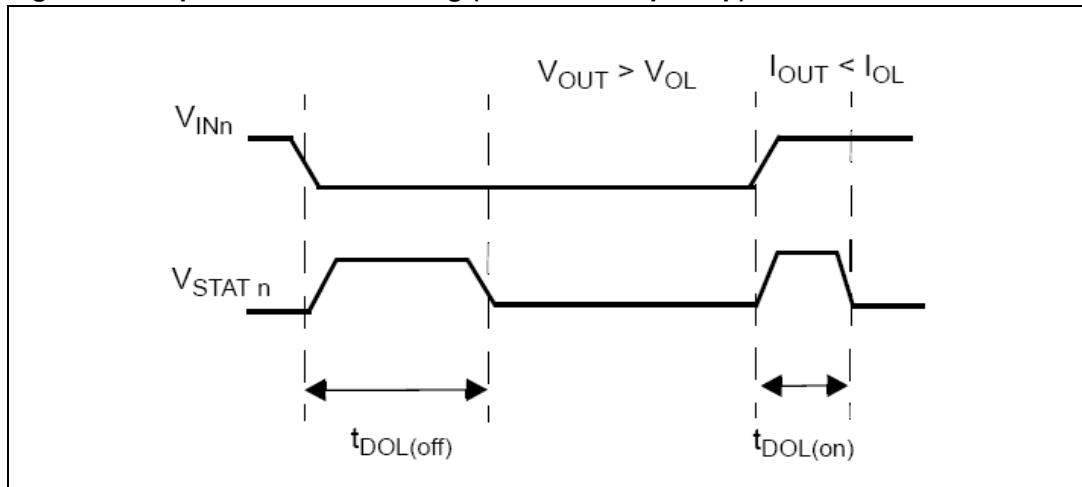 V_OUT > V_OL
I_OUT < I_OL
V_INn
V_STAT n
t_DOL(off)
t_DOL(on)